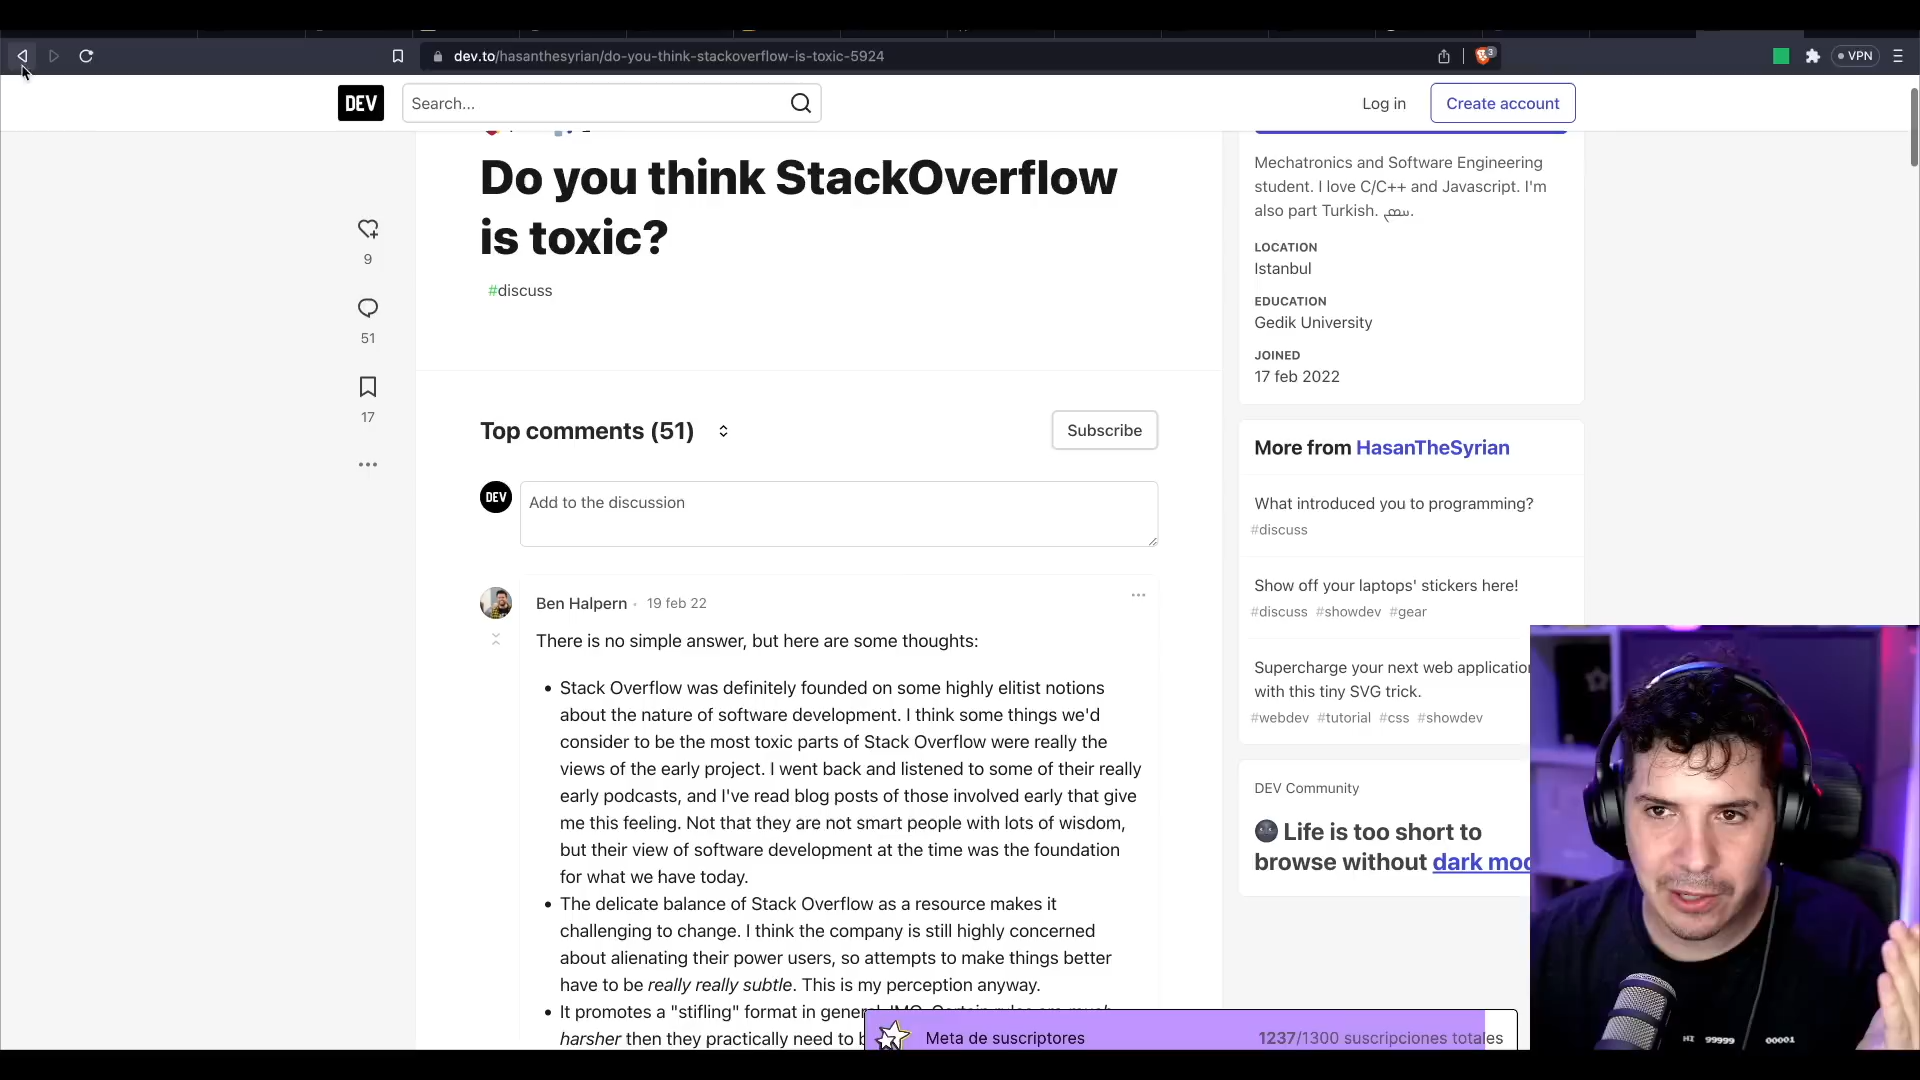 dev.to/hasanthesyrian/do-you-think-stackoverflow-is-toxic-5924
3
VPN
DEV
Search...
Log in
Create account
Do you think StackOverflow
is toxic?
#discuss
9
51
17
Top comments (51)
Subscribe
DEV
Add to the discussion
Ben Halpern • 19 feb 22
There is no simple answer, but here are some thoughts:
• Stack Overflow was definitely founded on some highly elitist notions
about the nature of software development. I think some things we'd
consider to be the most toxic parts of Stack Overflow were really the
views of the early project. I went back and listened to some of their really
early podcasts, and I've read blog posts of those involved early that give
me this feeling. Not that they are not smart people with lots of wisdom,
but their view of software development at the time was the foundation
for what we have today.
• The delicate balance of Stack Overflow as a resource makes it
challenging to change. I think the company is still highly concerned
about alienating their power users, so attempts to make things better
have to be really really subtle. This is my perception anyway.
• It promotes a "stifling" format in general
harsher then they practically need to
Mechatronics and Software Engineering
student. I love C/C++ and Javascript. I'm
also part Turkish.
LOCATION
Istanbul
EDUCATION
Gedik University
JOINED
17 feb 2022
More from HasanTheSyrian
What introduced you to programming?
#discuss
Show off your laptops' stickers here!
#discuss #showdev #gear
Supercharge your next web application
with this tiny SVG trick.
#webdev #tutorial #css #showdev
DEV Community
Life is too short to
browse without dark mod
Meta de suscriptores
1237/1300 suscripciones totales
HI 99999 00001